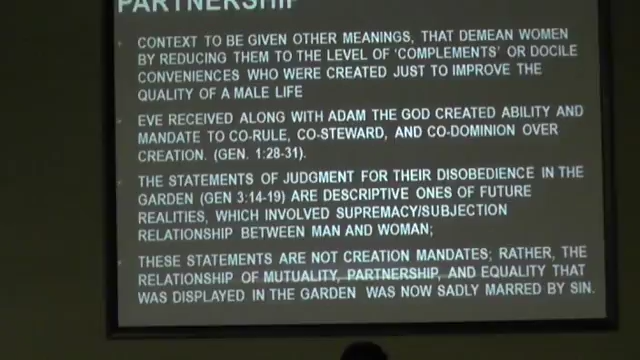 PARTNERSHIP
CONTEXT TO BE GIVEN OTHER MEANINGS, THAT DEMEAN WOMEN
BY REDUCING THEM TO THE LEVEL OF 'COMPLEMENTS' OR DOCILE
CONVENIENCES WHO WERE CREATED JUST TO IMPROVE THE
QUALITY OF A MALE LIFE
EVE RECEIVED ALONG WITH ADAM THE GOD CREATED ABILITY AND
MANDATE TO CO-RULE, CO-STEWARD, AND CO-DOMINION OVER
CREATION. (GEN. 1:28-31).
THE STATEMENTS OF JUDGMENT FOR THEIR DISOBEDIENCE IN THE
GARDEN (GEN 3:14-19) ARE DESCRIPTIVE ONES OF FUTURE
REALITIES, WHICH INVOLVED SUPREMACY/SUBJECTION
RELATIONSHIP BETWEEN MAN AND WOMAN;
THESE STATEMENTS ARE NOT CREATION MANDATES; RATHER, THE
RELATIONSHIP OF MUTUALITY, PARTNERSHIP, AND EQUALITY THAT
WAS DISPLAYED IN THE GARDEN WAS NOW SADLY MARRED BY SIN.